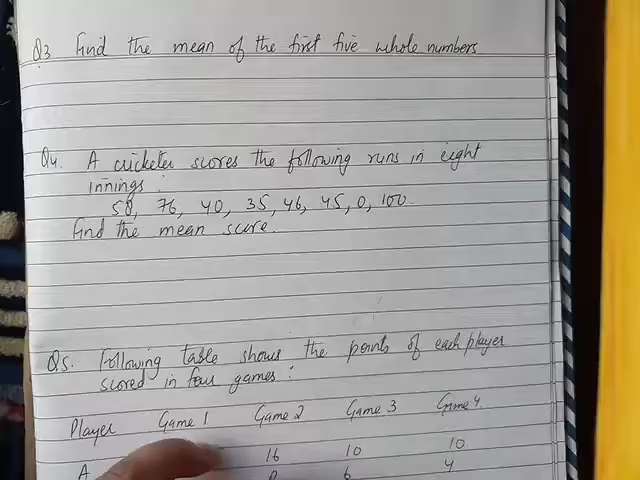 Q3 Find the mean of the first five whole numbers
Q4. A cricketer scores the following runs in eight
innings:
58, 76, 40, 35, 46, 45, 0, 100.
Find the mean score.
Q5. Following table shows the points of each player
scored in four games:
Player Game 1 Game 2 Game 3 Game 4
A 16 10 10
6 4